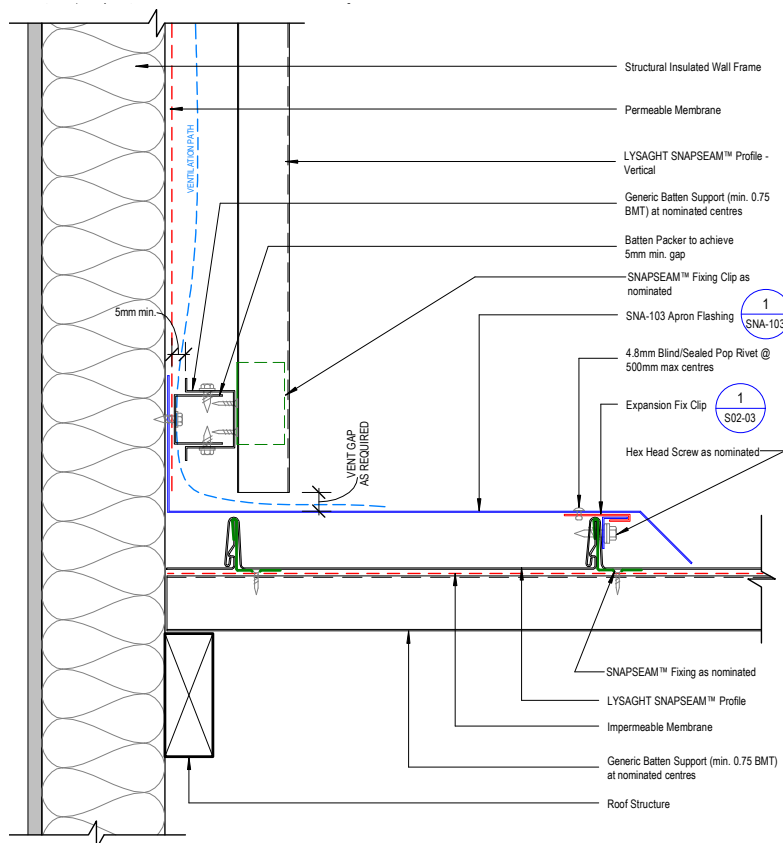 Structural Insulated Wall Frame
Permeable Membrane
VENTILATION PATH
LYSAGHT SNAPSEAM™ Profile -
Vertical
Generic Batten Support (min. 0.75
BMT) at nominated centres
Batten Packer to achieve
5mm min. gap
SNAPSEAM™ Fixing Clip as
nominated
5mm min.
SNA-103 Apron Flashing
1
SNA-103
4.8mm Blind/Sealed Pop Rivet @
500mm max centres
Expansion Fix Clip
1
S02-03
Hex Head Screw as nominated
VENT GAP
AS REQUIRED
SNAPSEAM™ Fixing as nominated
LYSAGHT SNAPSEAM™ Profile
Impermeable Membrane
Generic Batten Support (min. 0.75 BMT)
at nominated centres
Roof Structure